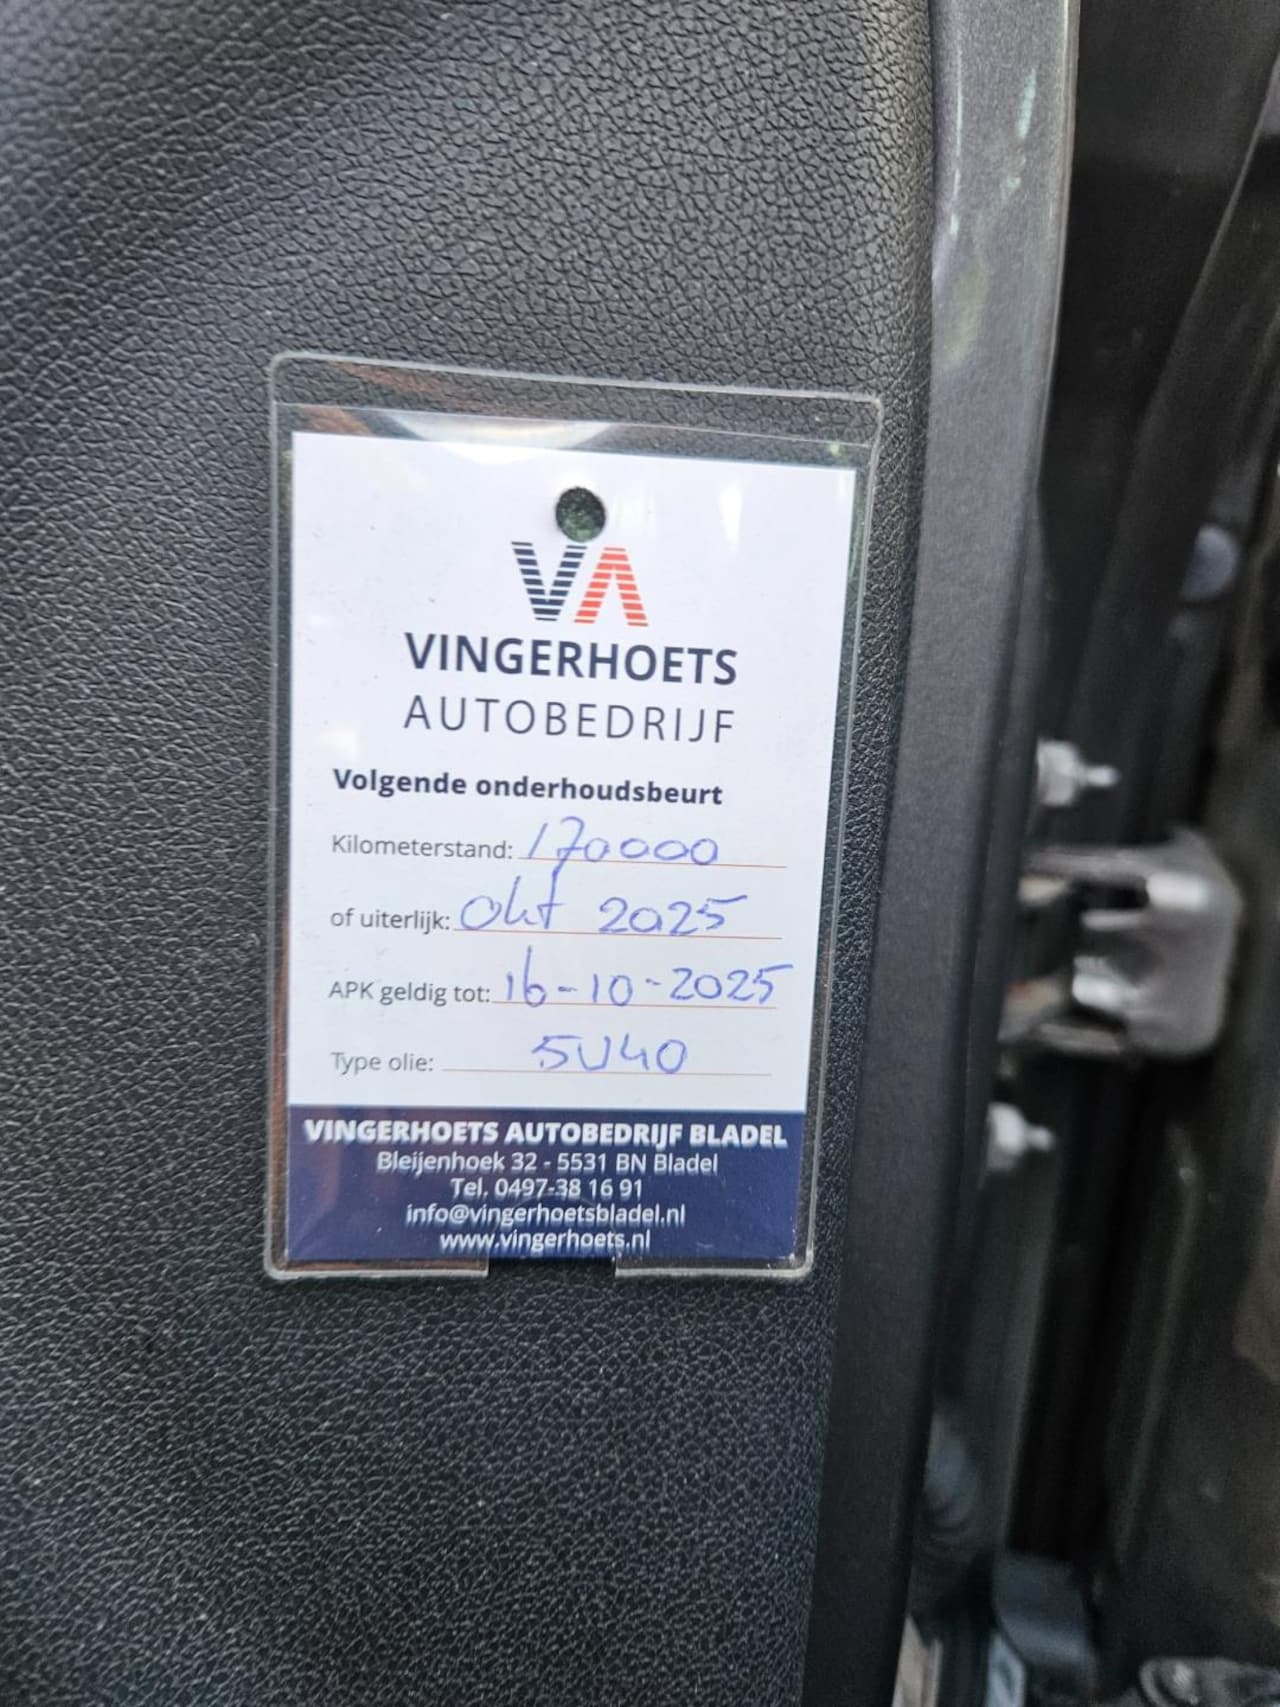 VA
VINGERHOETS
AUTOBEDRIJF
Volgende onderhoudsbeurt
Kilometerstand: 170000
of uiterlijk: Okt 2025
APK geldig tot: 16-10-2025
Type olie: 5W40
VINGERHOETS AUTOBEDRIJF BLADEL
Bleijenhoek 32 - 5531 BN Bladel
Tel. 0497-38 16 91
info@vingerhoetsbladel.nl
www.vingerhoets.nl